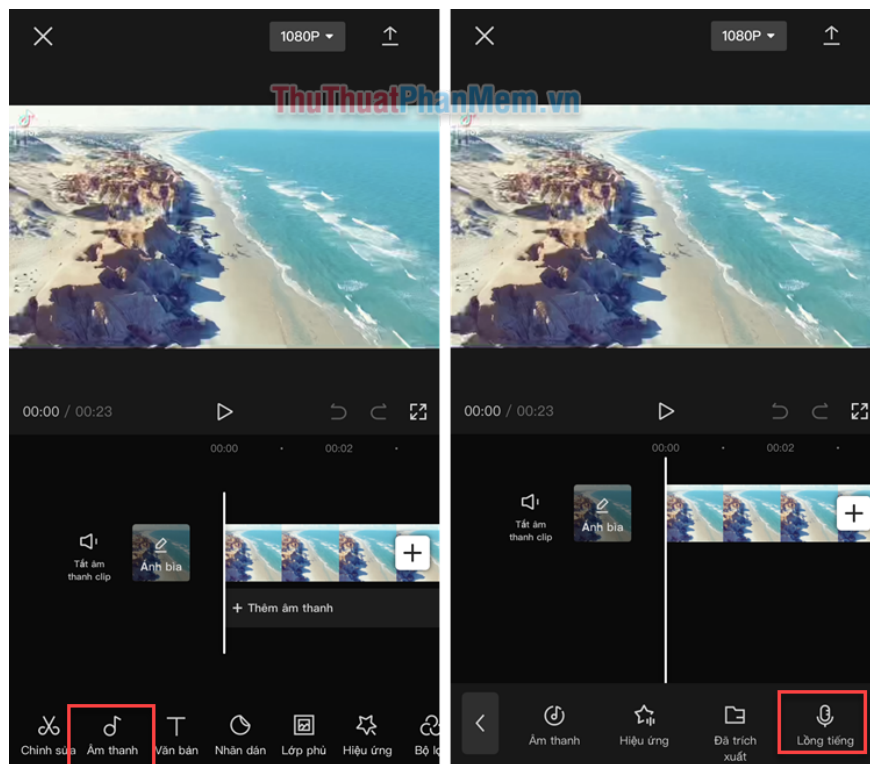 1080P
1080P
ThuThuatPhanMem.vn
00:00 / 00:23
00:00
00:02
Tắt âm
thanh clip
Ảnh bìa
+ Thêm âm thanh
Chỉnh sửa
Âm thanh
Văn bản
Nhãn dán
Lớp phủ
Hiệu ứng
00:00 / 00:23
00:00
00:02
Tắt âm
thanh clip
Ảnh bìa
Âm thanh
Hiệu ứng
Đã trích
xuất
Lồng tiếng